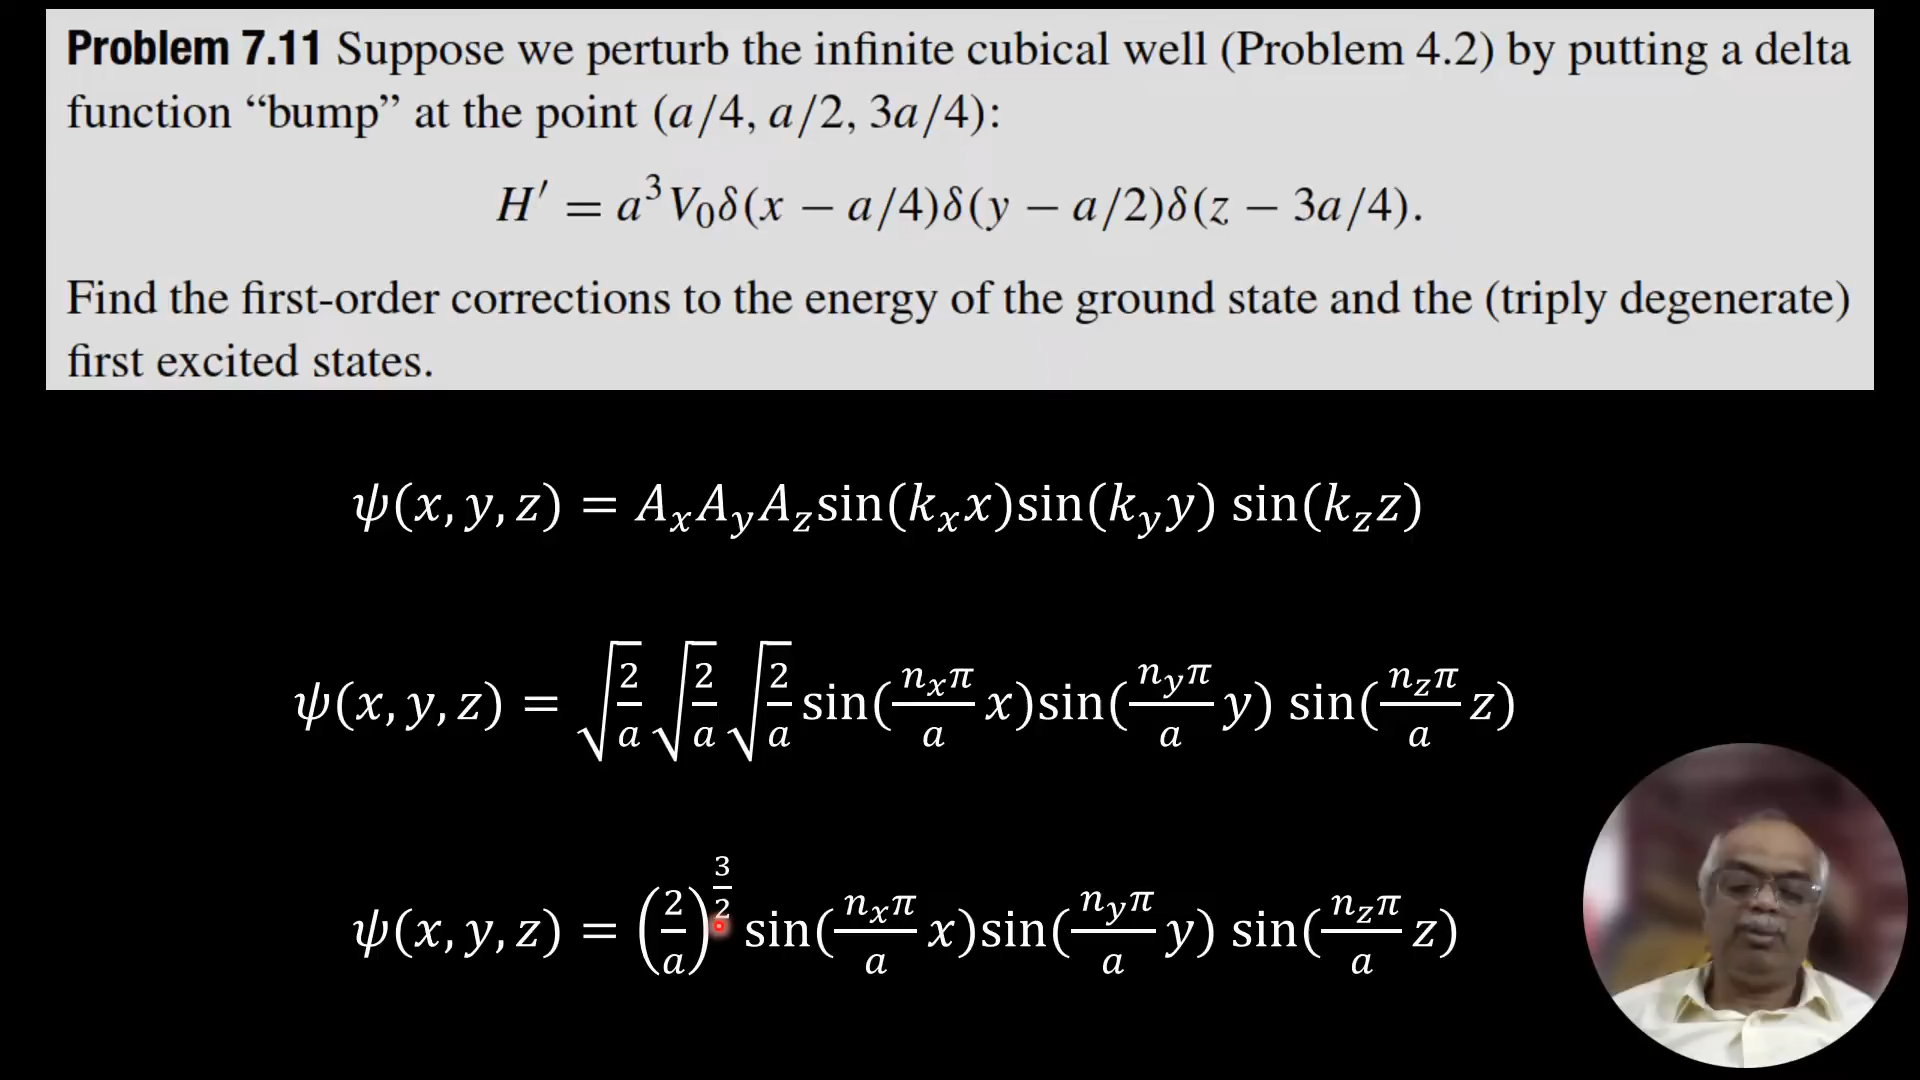 Problem 7.11 Suppose we perturb the infinite cubical well (Problem 4.2) by putting a delta
function “bump” at the point (a/4, a/2, 3a/4):
H′ = a³V₀δ(x − a/4)δ(y − a/2)δ(z − 3a/4).
Find the first-order corrections to the energy of the ground state and the (triply degenerate)
first excited states.
ψ(x, y, z) = AₓA_yA_z sin(kₓx)sin(k_y y) sin(k_z z)
ψ(x, y, z) = √(2/a) √(2/a) √(2/a) sin(nₓπ/a x)sin(n_yπ/a y) sin(n_zπ/a z)
ψ(x, y, z) = (2/a)^(3/2) sin(nₓπ/a x)sin(n_yπ/a y) sin(n_zπ/a z)